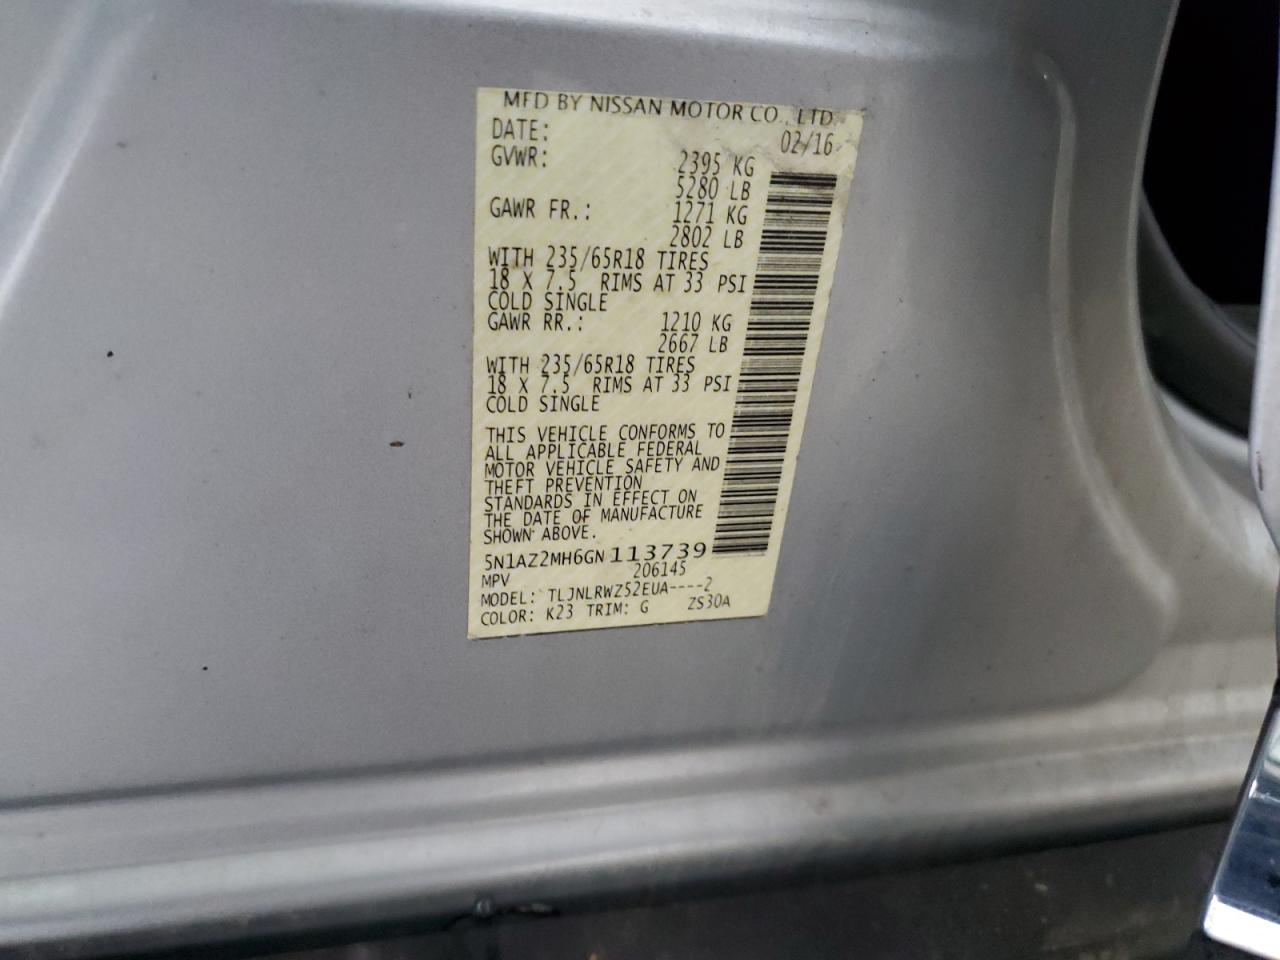 MFD BY NISSAN MOTOR CO., LTD.
DATE: 02/16
GVWR: 2395 KG
5280 LB
GAWR FR.: 1271 KG
2802 LB
WITH 235/65R18 TIRES
18 X 7.5 RIMS AT 33 PSI
COLD SINGLE
GAWR RR.: 1210 KG
2667 LB
WITH 235/65R18 TIRES
18 X 7.5 RIMS AT 33 PSI
COLD SINGLE
THIS VEHICLE CONFORMS TO
ALL APPLICABLE FEDERAL
MOTOR VEHICLE SAFETY AND
THEFT PREVENTION
STANDARDS IN EFFECT ON
THE DATE OF MANUFACTURE
SHOWN ABOVE.
5N1AZ2MH6GN113739
MPV 206145
MODEL: TLJNLRWZ52EUA----2
COLOR: K23 TRIM: G ZS30A